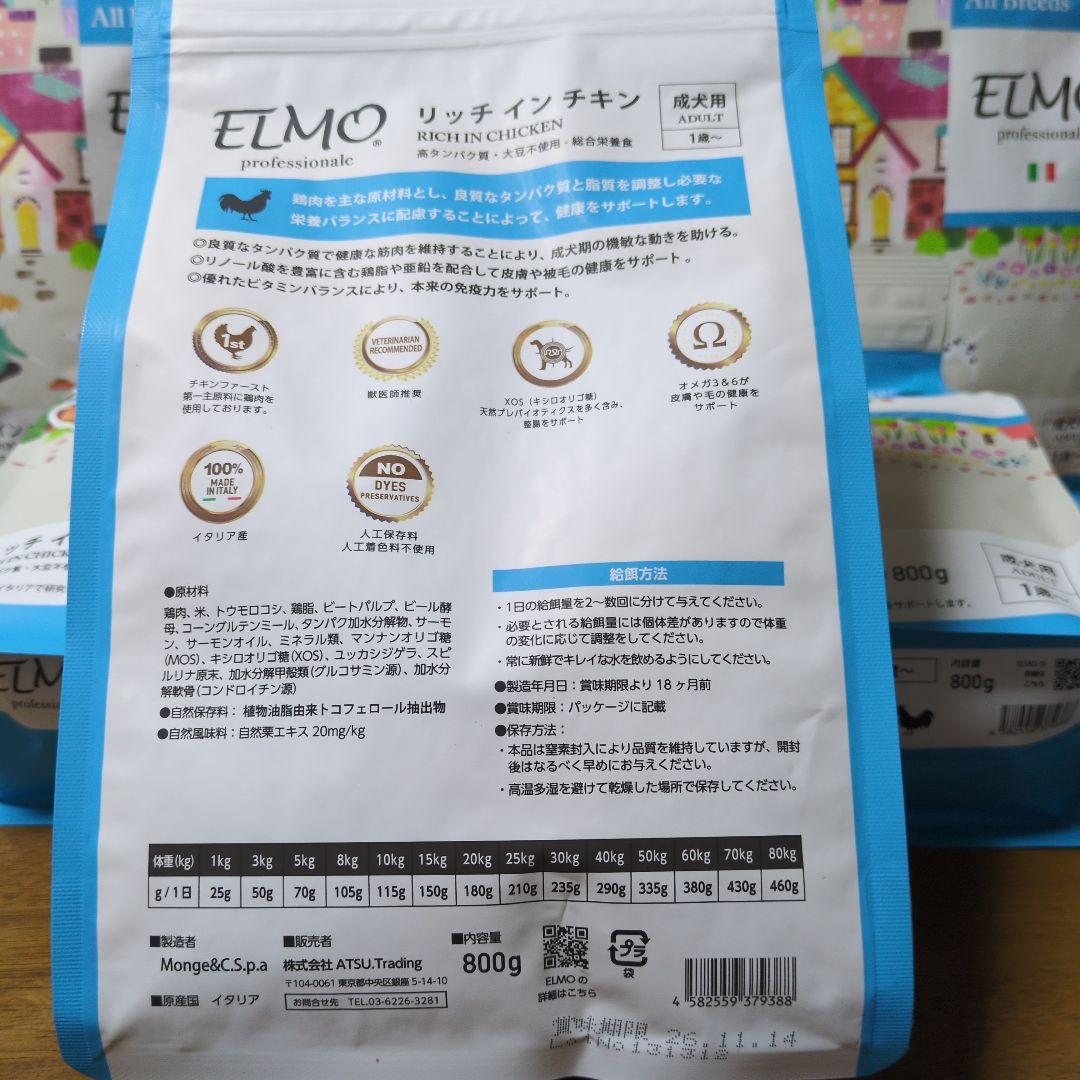 All Breeds
ELMO
professionale
リッチ イン チキン
RICH IN CHICKEN
高タンパク質・大豆不使用 - 総合栄養食
成犬用
ADULT
1歳～
鶏肉を主な原材料とし、良質なタンパク質と脂質を調整し必要な
栄養バランスに配慮することによって、健康をサポートします。
◎良質なタンパク質で健康な筋肉を維持することにより、成犬期の機敏な動きを助ける。
◎リノール酸を豊富に含む鶏脂や亜鉛を配合して皮膚や被毛の健康をサポート。
◎優れたビタミンバランスにより、本来の免疫力をサポート。
1st
チキンファースト
第一主原料に鶏肉を
使用しております。
VETERINARIAN
RECOMMENDED
獣医師推奨
XOS（キシロオリゴ糖）
天然プレバイオティクスを多く含み、
整腸をサポート
Ω
オメガ3＆6が
皮膚や毛の健康を
サポート
100%
MADE
IN ITALY
イタリア産
NO
DYES
PRESERVATIVES
人工保存料
人工着色料不使用
●原材料
鶏肉、米、トウモロコシ、鶏脂、ビートパルプ、ビール酵
母、コーングルテンミール、タンパク加水分解物、サーモ
ン、サーモンオイル、ミネラル類、マンナンオリゴ糖
(MOS)、キシロオリゴ糖(XOS)、ユッカシジゲラ、スピ
ルリナ原末、加水分解甲殻類(グルコサミン源)、加水分
解軟骨(コンドロイチン源)
●自然保存料：植物油脂由来トコフェロール抽出物
●自然風味料：自然栗エキス 20mg/kg
給餌方法
・1日の給餌量を2～数回に分けて与えてください。
・必要とされる給餌量には個体差がありますので体重
の変化に応じて調整をしてください。
・常に新鮮でキレイな水を飲めるようにしてください。
●製造年月日：賞味期限より 18 ヶ月前
●賞味期限：パッケージに記載
●保存方法：
・本品は窒素封入により品質を維持していますが、開封
後はなるべく早めにお与えください。
・高温多湿を避けて乾燥した場所で保存してください。
体重(kg) 1kg 3kg 5kg 8kg 10kg 15kg 20kg 25kg 30kg 40kg 50kg 60kg 70kg 80kg
g/1日 25g 50g 70g 105g 115g 150g 180g 210g 235g 290g 335g 380g 430g 460g
■製造者
Monge&C.S.p.a
■原産国 イタリア
■販売者
株式会社 ATSU.Trading
〒104-0061 東京都中央区銀座 5-14-10
お問合せ先 TEL.03-6226-3281
■内容量
800g
ELMO の
詳細はこちら
プラ
袋
4 582559 379388
賞味期限 26.11.14
800g
成犬用
ADULT
1歳～
内容量
800g